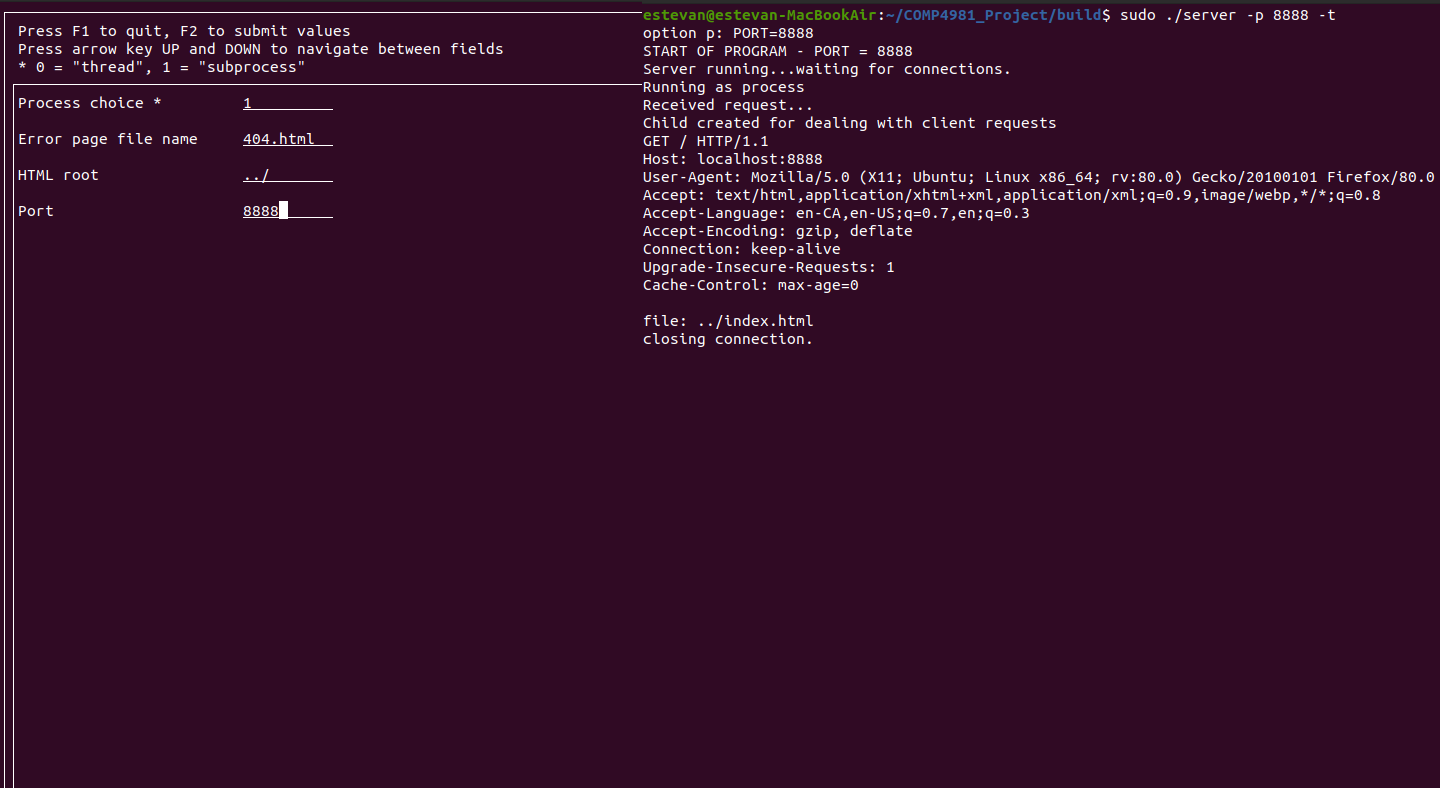 Press F1 to quit, F2 to submit values
Press arrow key UP and DOWN to navigate between fields
* 0 = "thread", 1 = "subprocess"
Process choice * 1
Error page file name 404.html
HTML root ../
Port 8888
estevan@estevan-MacBookAir:~/COMP4981_Project/build$ sudo ./server -p 8888 -t
option p: PORT=8888
START OF PROGRAM - PORT = 8888
Server running...waiting for connections.
Running as process
Received request...
Child created for dealing with client requests
GET / HTTP/1.1
Host: localhost:8888
User-Agent: Mozilla/5.0 (X11; Ubuntu; Linux x86_64; rv:80.0) Gecko/20100101 Firefox/80.0
Accept: text/html,application/xhtml+xml,application/xml;q=0.9,image/webp,*/*;q=0.8
Accept-Language: en-CA,en-US;q=0.7,en;q=0.3
Accept-Encoding: gzip, deflate
Connection: keep-alive
Upgrade-Insecure-Requests: 1
Cache-Control: max-age=0
file: ../index.html
closing connection.